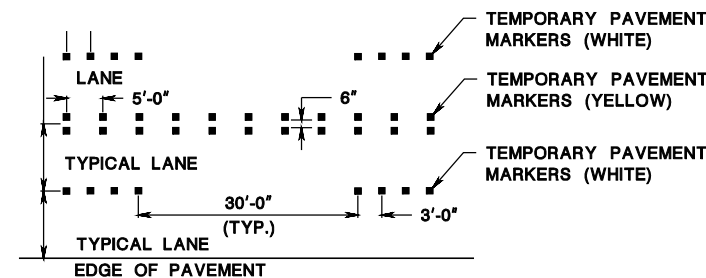 TEMPORARY PAVEMENT
MARKERS (WHITE)
LANE
5'-0"
6"
TEMPORARY PAVEMENT
MARKERS (YELLOW)
TYPICAL LANE
TEMPORARY PAVEMENT
MARKERS (WHITE)
30'-0"
(TYP.)
3'-0"
TYPICAL LANE
EDGE OF PAVEMENT